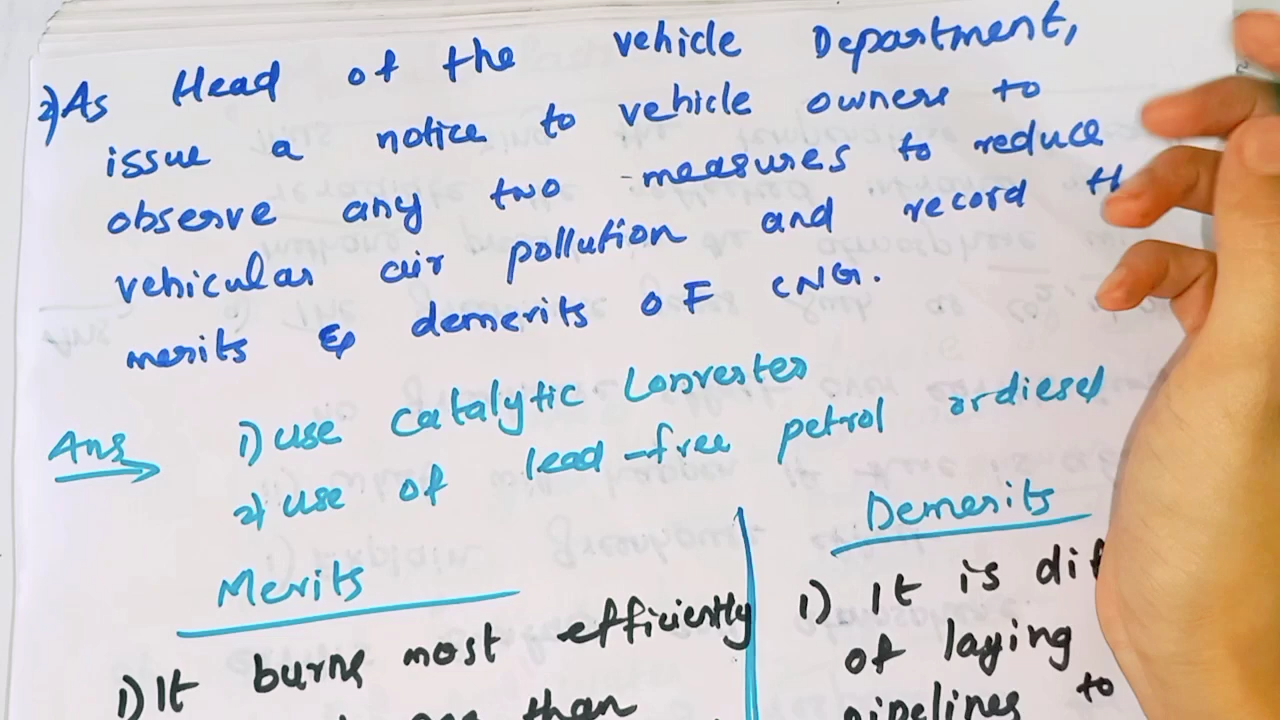 2) As Head of the vehicle Department,
issue a notice to vehicle owners to
observe any two measures to reduce
vehicular air pollution and record th
merits & demerits OF CNG.
Ans 1) use catalytic Converter
2) use of lead-free petrol or diesel
Merits
Demerits
1) It burns most efficiently
than
1) It is dif
of laying
pipelines to